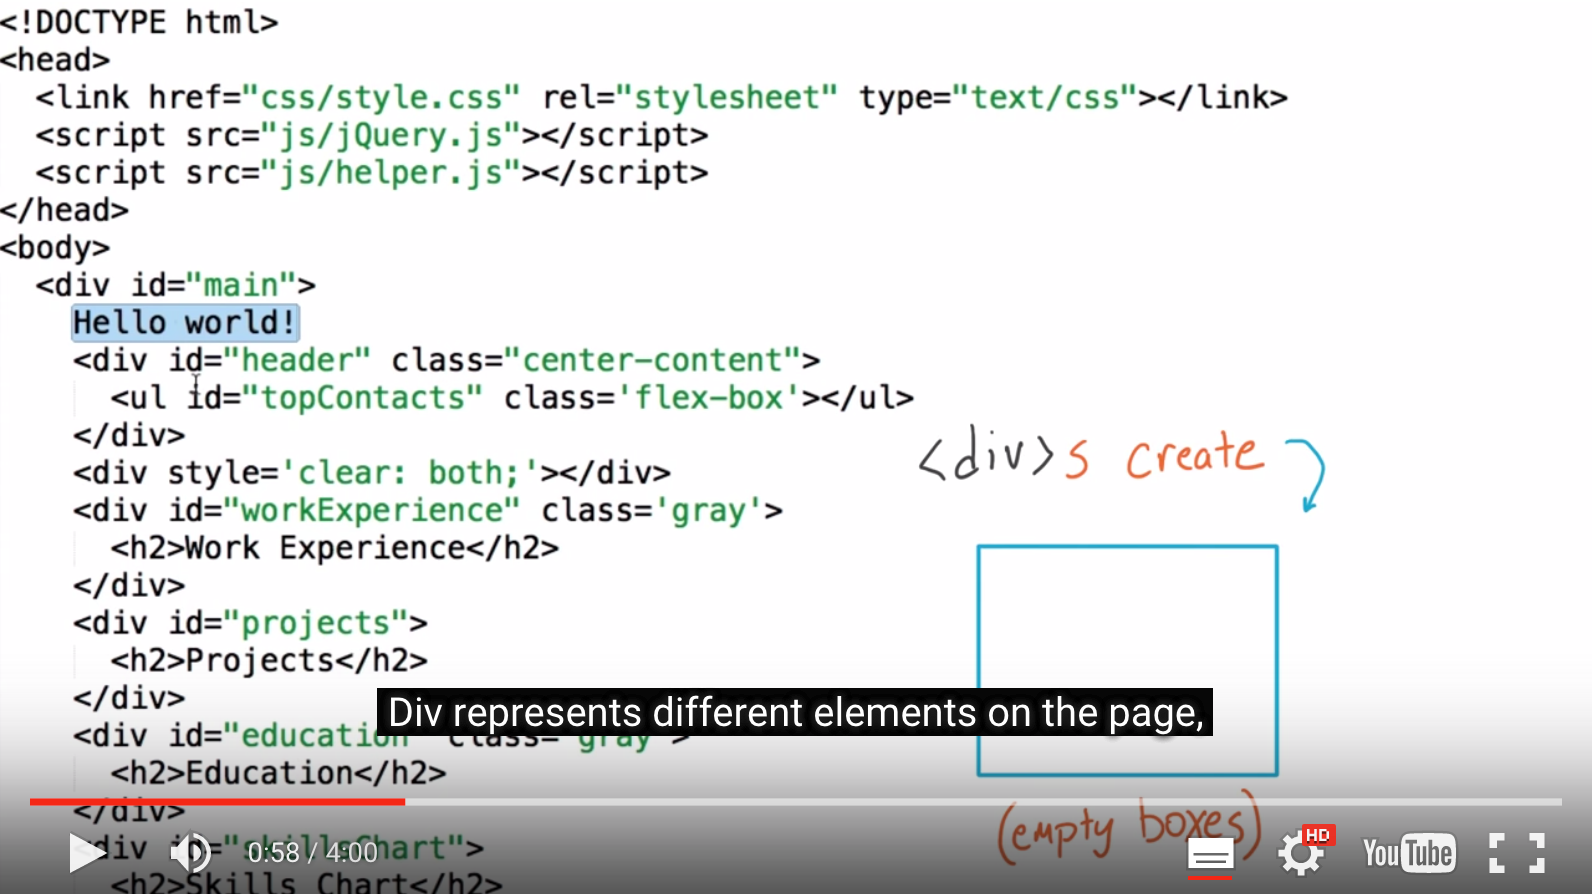 <!DOCTYPE html>
<head>
<link href="css/style.css" rel="stylesheet" type="text/css"></link>
<script src="js/jQuery.js"></script>
<script src="js/helper.js"></script>
</head>
<body>
<div id="main">
Hello world!
<div id="header" class="center-content">
<ul id="topContacts" class='flex-box'></ul>
</div>
<div style='clear: both;'></div>
<div id="workExperience" class='gray'>
<h2>Work Experience</h2>
</div>
<div id="projects">
<h2>Projects</h2>
</div>
<div id="education" class='gray'>
<h2>Education</h2>
</div>
<div id="skillsChart">
<h2>Skills Chart</h2>
<div>s create
(empty boxes)
Div represents different elements on the page,
0:58 / 4:00
HD
YouTube